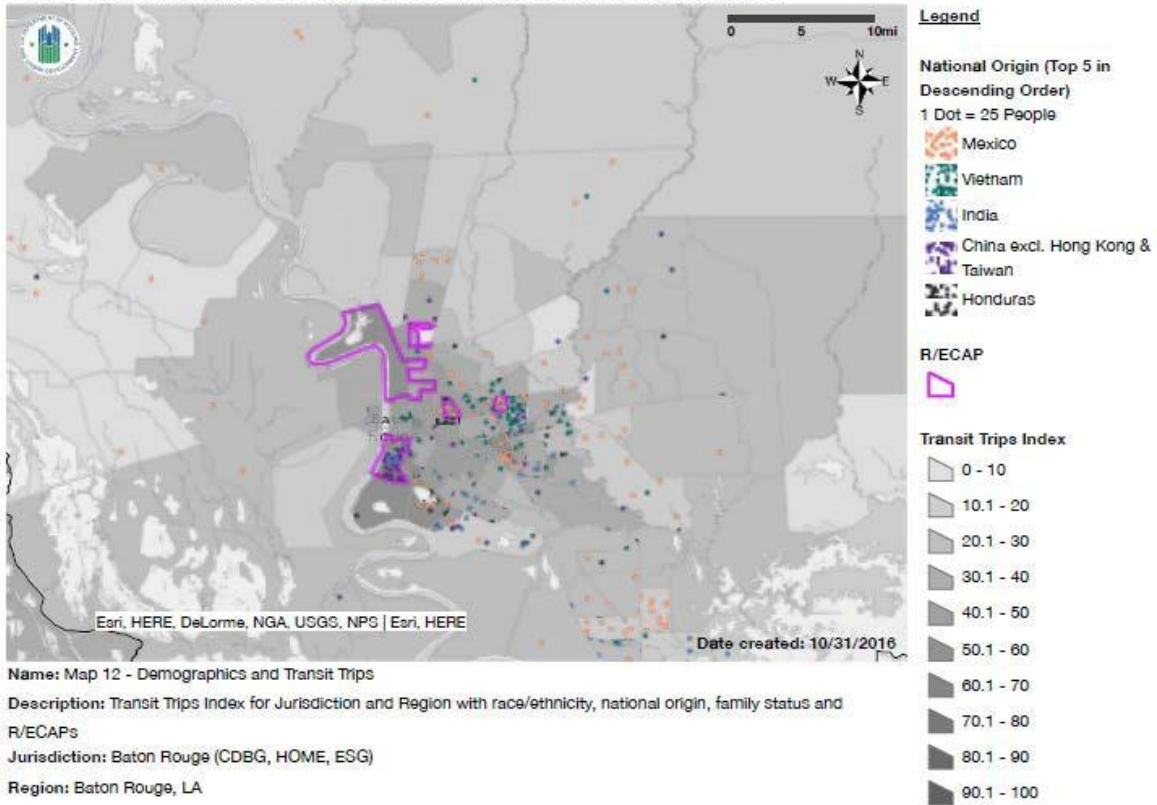 0 5 10mi
N
W E
S
Esri, HERE, DeLorme, NGA, USGS, NPS | Esri, HERE
Date created: 10/31/2016
Legend
National Origin (Top 5 in
Descending Order)
1 Dot = 25 People
Mexico
Vietnam
India
China excl. Hong Kong &
Taiwan
Honduras
R/ECAP
Transit Trips Index
0 - 10
10.1 - 20
20.1 - 30
30.1 - 40
40.1 - 50
50.1 - 60
60.1 - 70
70.1 - 80
80.1 - 90
90.1 - 100
Name: Map 12 - Demographics and Transit Trips
Description: Transit Trips Index for Jurisdiction and Region with race/ethnicity, national origin, family status and
R/ECAPs
Jurisdiction: Baton Rouge (CDBG, HOME, ESG)
Region: Baton Rouge, LA